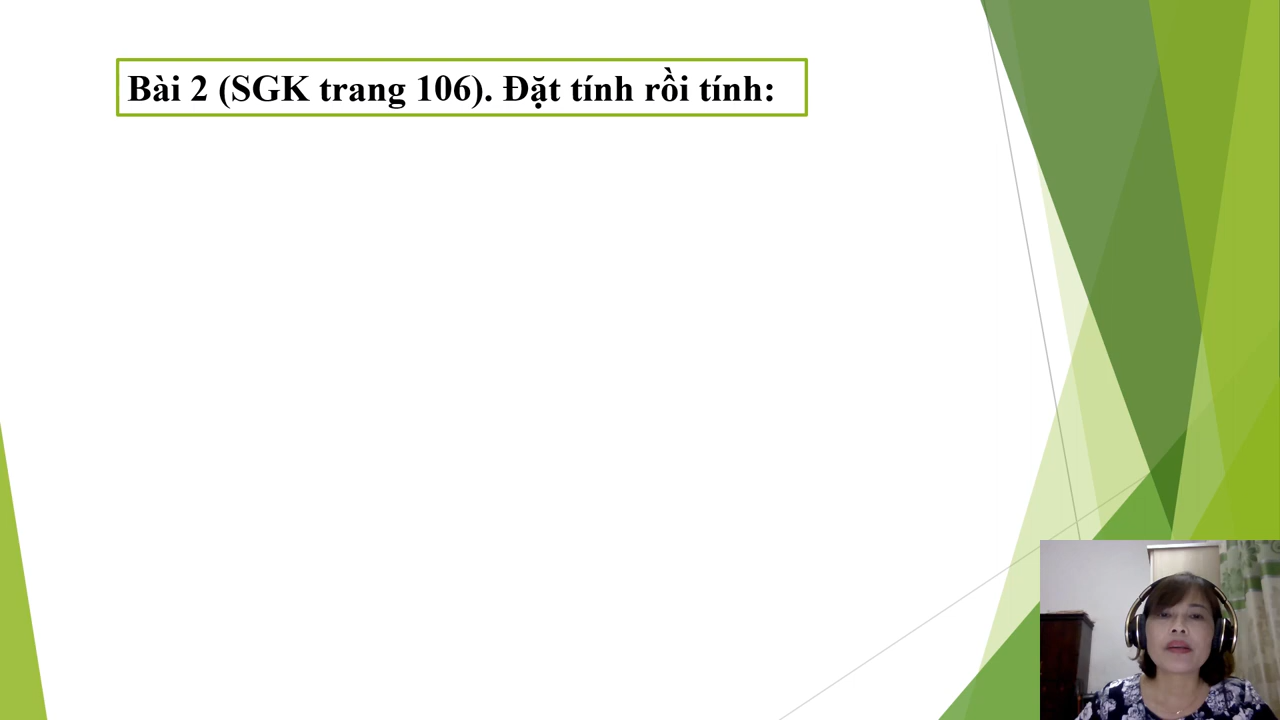 Bài 2 (SGK trang 106). Đặt tính rồi tính: